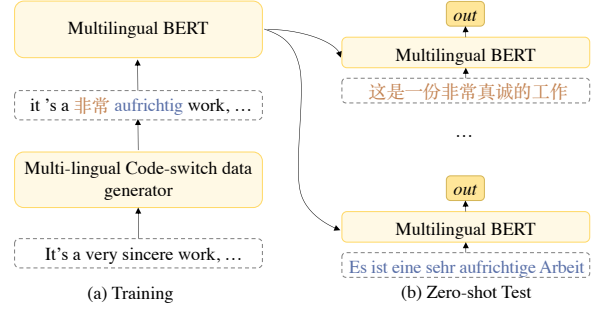 Multilingual BERT
it 's a 非常 aufrichtig work, …
Multi-lingual Code-switch data
generator
It's a very sincere work, …
(a) Training
out
Multilingual BERT
这是一份非常真诚的工作
…
out
Multilingual BERT
Es ist eine sehr aufrichtige Arbeit
(b) Zero-shot Test